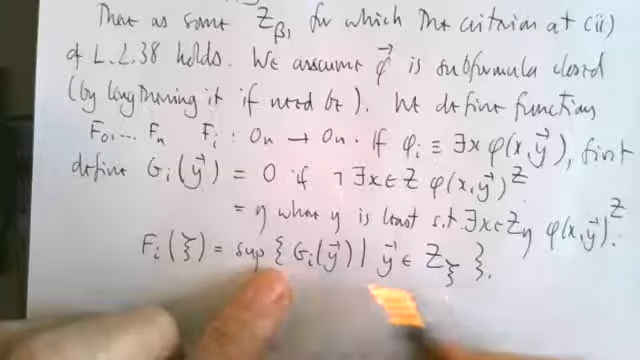 That as some Z_β, for which the criterion at (ii)
of L.2.38 holds. We assume φ⃗ is subformula closed
(by lengthening it if need be). We define functions
F₀,... Fₙ Fᵢ : On → On. If φᵢ ≡ ∃x φ(x,y⃗), first
define Gᵢ(y⃗) = 0 if ¬∃x∈Z φ(x,y⃗)^Z
= η where η is least s.t. ∃x∈Z_η φ(x,y⃗)^Z.
Fᵢ(ξ) = sup{Gᵢ(y⃗) | y⃗ ∈ Z_ξ}.